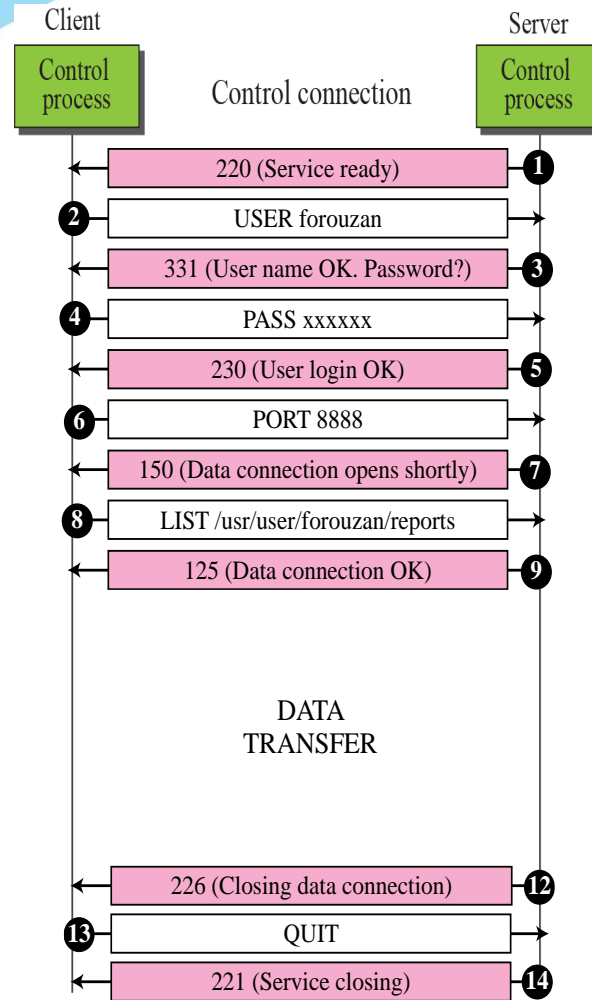 Client
Server
Control
process
Control connection
Control
process
220 (Service ready)
1
2
USER forouzan
331 (User name OK. Password?)
3
4
PASS xxxxxx
230 (User login OK)
5
6
PORT 8888
150 (Data connection opens shortly)
7
8
LIST /usr/user/forouzan/reports
125 (Data connection OK)
9
DATA
TRANSFER
226 (Closing data connection)
12
13
QUIT
221 (Service closing)
14